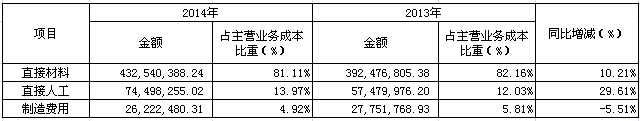 项目 2014年 2013年 同比增减(%)
金额 占主营业务成本比重(%) 金额 占主营业务成本比重(%)
直接材料 432,540,388.24 81.11% 392,476,805.38 82.16% 10.21%
直接人工 74,498,255.02 13.97% 57,479,976.20 12.03% 29.61%
制造费用 26,222,480.31 4.92% 27,751,768.93 5.81% -5.51%